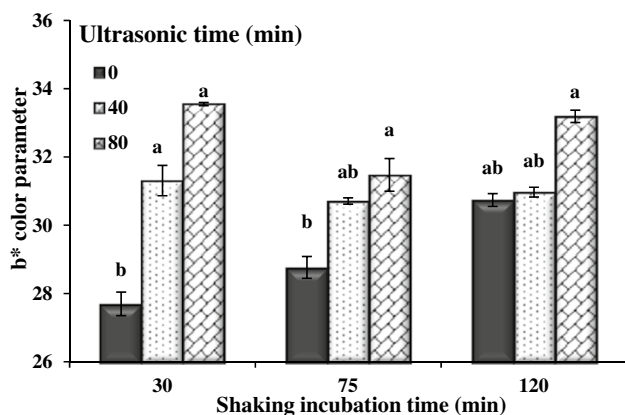 36
34
32
30
28
26
b* color parameter
Ultrasonic time (min)
0
40
80
b
a
a
b
ab
a
ab
ab
a
30 75 120
Shaking incubation time (min)